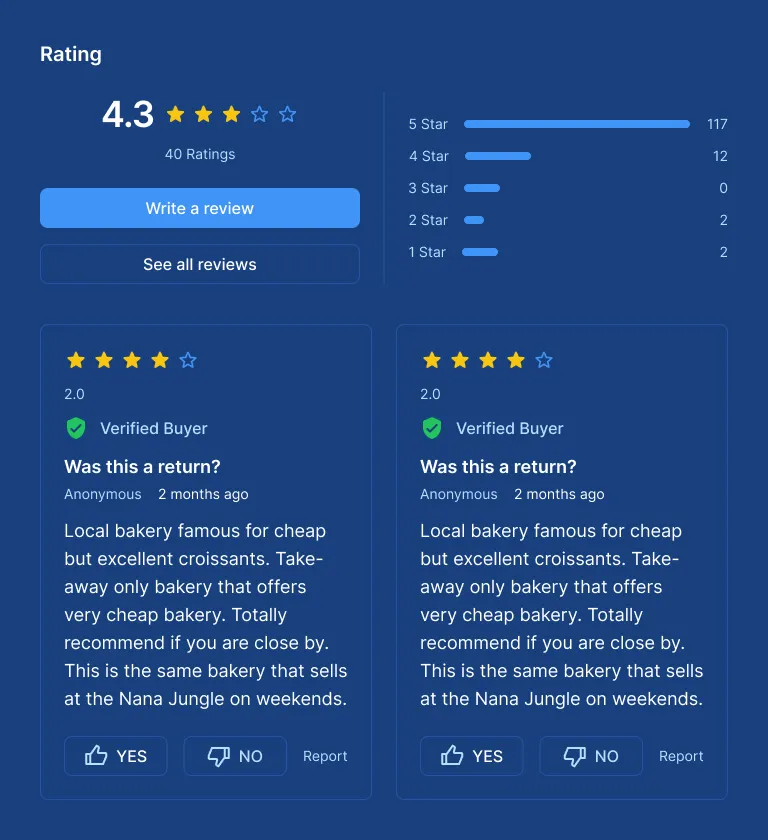 Rating
4.3
40 Ratings
Write a review
See all reviews
5 Star 117
4 Star 12
3 Star 0
2 Star 2
1 Star 2
2.0
Verified Buyer
Was this a return?
Anonymous 2 months ago
Local bakery famous for cheap
but excellent croissants. Take-
away only bakery that offers
very cheap bakery. Totally
recommend if you are close by.
This is the same bakery that sells
at the Nana Jungle on weekends.
YES NO Report
2.0
Verified Buyer
Was this a return?
Anonymous 2 months ago
Local bakery famous for cheap
but excellent croissants. Take-
away only bakery that offers
very cheap bakery. Totally
recommend if you are close by.
This is the same bakery that sells
at the Nana Jungle on weekends.
YES NO Report